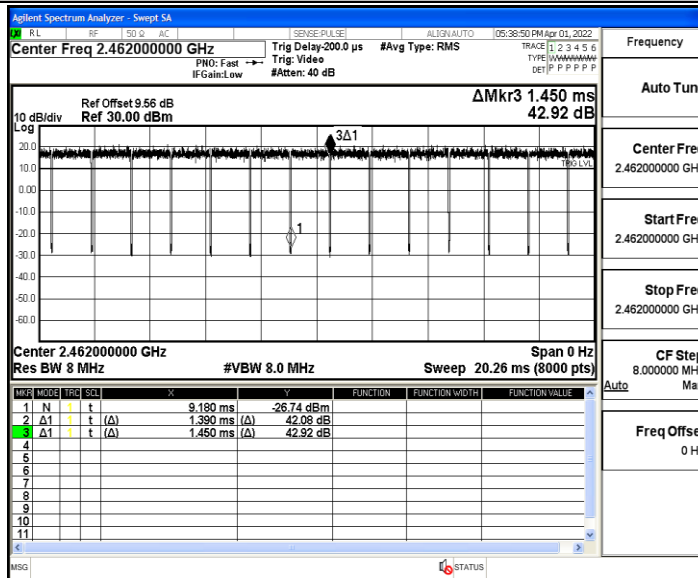 Agilent Spectrum Analyzer - Swept SA
RL RF 50 Ω AC SENSE:PULSE ALIGNAUTO 05:38:50 PM Apr 01, 2022
Center Freq 2.462000000 GHz
PNO: Fast
IFGain:Low
Trig Delay-200.0 µs
Trig: Video
#Atten: 40 dB
#Avg Type: RMS
TRACE 1 2 3 4 5 6
TYPE WWWWWW
DET P P P P P P
Ref Offset 9.56 dB
10 dB/div Ref 30.00 dBm
ΔMkr3 1.450 ms
42.92 dB
Log
20.0
10.0
0.00
-10.0
-20.0
-30.0
-40.0
-50.0
-60.0
3Δ1
TRIG LVL
1
Center 2.462000000 GHz Span 0 Hz
Res BW 8 MHz #VBW 8.0 MHz Sweep 20.26 ms (8000 pts)
MKR MODE TRC SCL X Y FUNCTION FUNCTION WIDTH FUNCTION VALUE
1 N 1 t 9.180 ms -26.74 dBm
2 Δ1 1 t (Δ) 1.390 ms (Δ) 42.08 dB
3 Δ1 1 t (Δ) 1.450 ms (Δ) 42.92 dB
4
5
6
7
8
9
10
11
MSG STATUS
Frequency
Auto Tun
Center Fre
2.462000000 GH
Start Fre
2.462000000 GH
Stop Fre
2.462000000 GH
CF Step
8.000000 MH
Auto Ma
Freq Offse
0 H